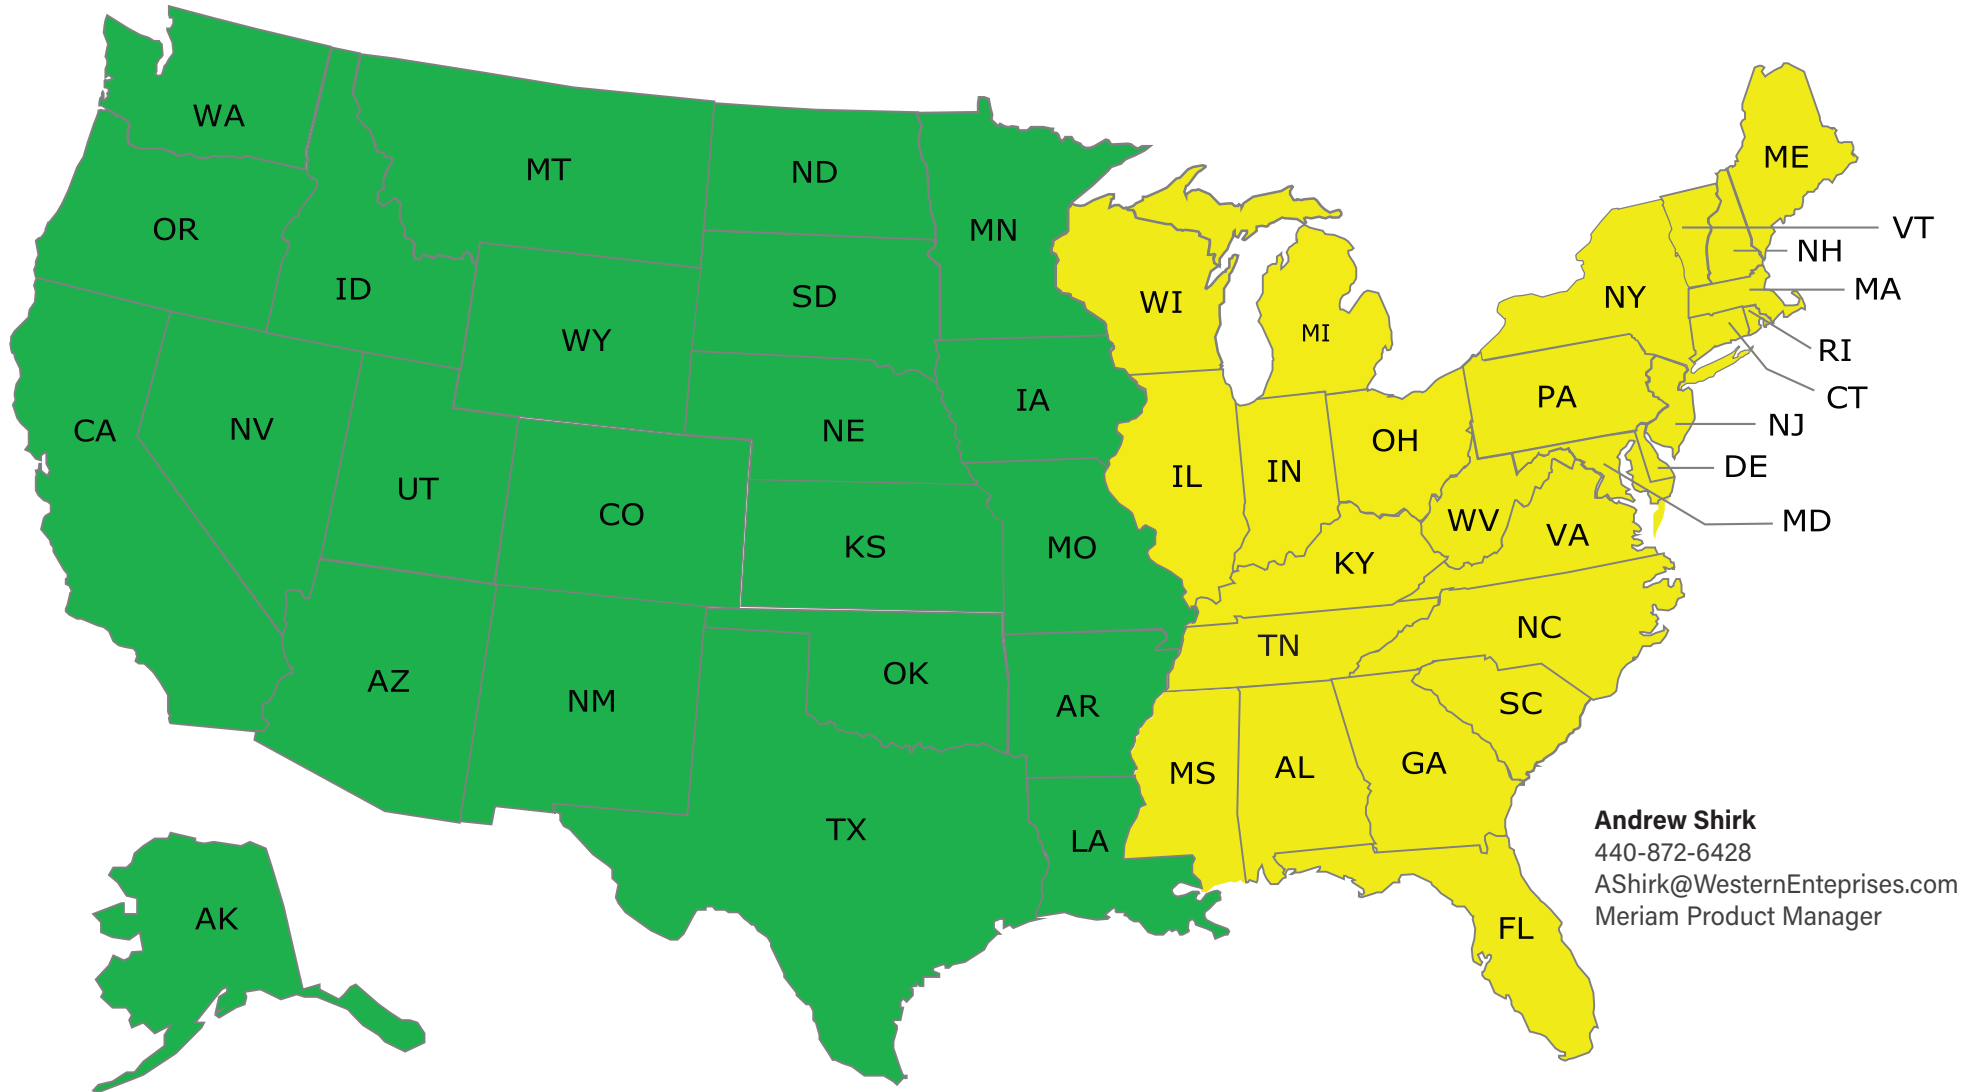 WA
OR
CA
NV
ID
MT
WY
UT
CO
AZ
NM
ND
SD
NE
KS
OK
TX
MN
IA
MO
AR
LA
AK
WI
MI
IL
IN
OH
KY
TN
MS
AL
GA
FL
SC
NC
VA
WV
PA
NY
ME
VT
NH
MA
RI
CT
NJ
DE
MD
Andrew Shirk
440-872-6428
AShirk@WesternEnteprises.com
Meriam Product Manager